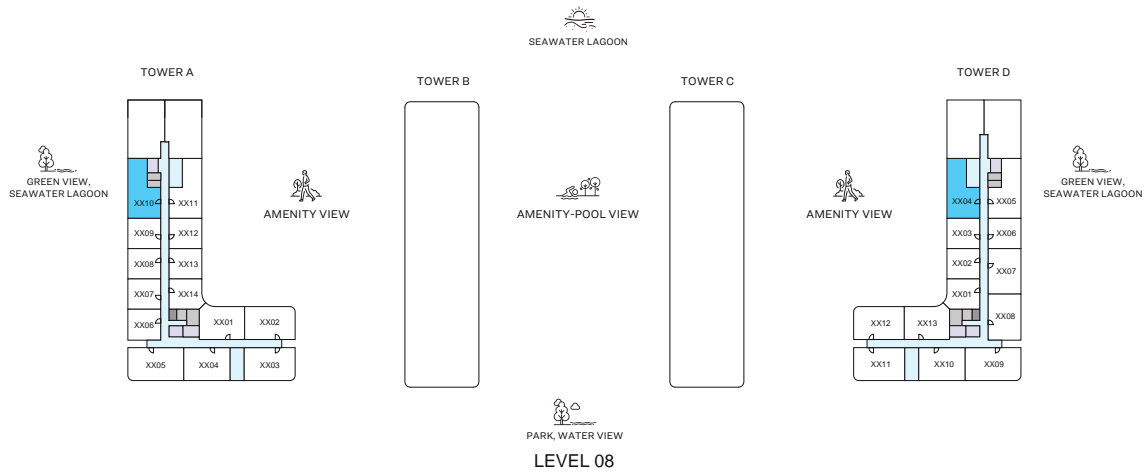 SEAWATER LAGOON
TOWER A
TOWER B
TOWER C
TOWER D
GREEN VIEW,
SEAWATER LAGOON
AMENITY VIEW
AMENITY-POOL VIEW
AMENITY VIEW
GREEN VIEW,
SEAWATER LAGOON
XX10
XX11
XX09
XX12
XX08
XX13
XX07
XX14
XX06
XX01
XX02
XX05
XX04
XX03
XX04
XX05
XX03
XX06
XX02
XX07
XX01
XX08
XX12
XX13
XX11
XX10
XX09
PARK, WATER VIEW
LEVEL 08